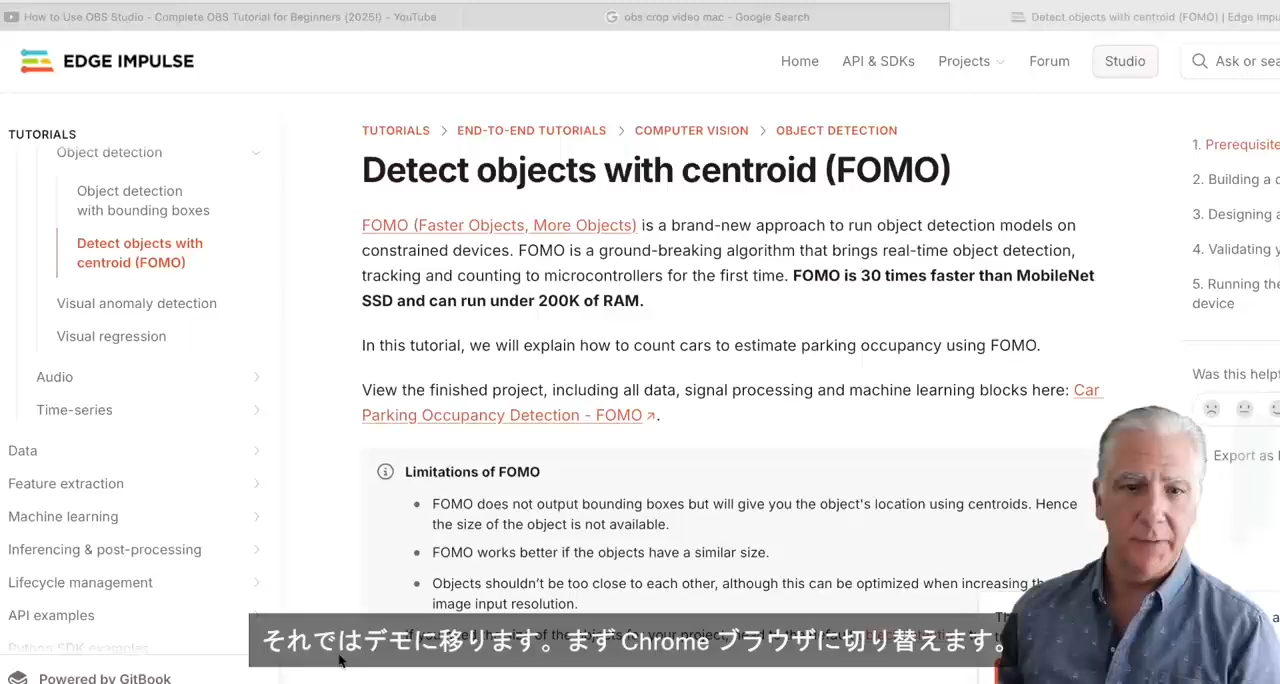 How to Use OBS Studio - Complete OBS Tutorial for Beginners (2025!) - YouTube
obs crop video mac - Google Search
Detect objects with centroid (FOMO) | Edge Impu
EDGE IMPULSE
Home
API & SDKs
Projects
Forum
Studio
Ask or sea
TUTORIALS
Object detection
Object detection
with bounding boxes
Detect objects with
centroid (FOMO)
Visual anomaly detection
Visual regression
Audio
Time-series
Data
Feature extraction
Machine learning
Inferencing & post-processing
Lifecycle management
API examples
Python SDK examples
Powered by GitBook
TUTORIALS > END-TO-END TUTORIALS > COMPUTER VISION > OBJECT DETECTION
Detect objects with centroid (FOMO)
FOMO (Faster Objects, More Objects) is a brand-new approach to run object detection models on
constrained devices. FOMO is a ground-breaking algorithm that brings real-time object detection,
tracking and counting to microcontrollers for the first time. FOMO is 30 times faster than MobileNet
SSD and can run under 200K of RAM.
In this tutorial, we will explain how to count cars to estimate parking occupancy using FOMO.
View the finished project, including all data, signal processing and machine learning blocks here: Car
Parking Occupancy Detection - FOMO ↗.
Limitations of FOMO
• FOMO does not output bounding boxes but will give you the object's location using centroids. Hence
the size of the object is not available.
• FOMO works better if the objects have a similar size.
• Objects shouldn't be too close to each other, although this can be optimized when increasing th
image input resolution.
1. Prerequisite
2. Building a d
3. Designing a
4. Validating y
5. Running the
device
Was this helpf
Export as
それではデモに移ります。まず Chrome ブラウザに切り替えます。